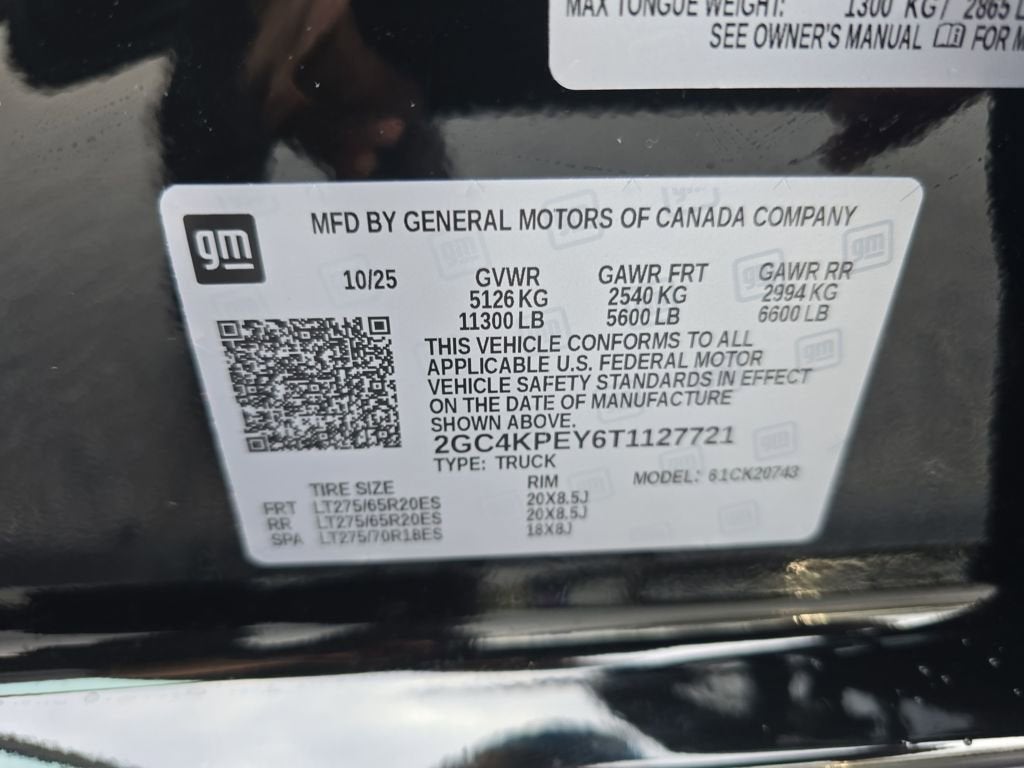 MAX TONGUE WEIGHT: 1300 KG / 2865 L
SEE OWNER'S MANUAL FOR M
gm
MFD BY GENERAL MOTORS OF CANADA COMPANY
10/25 GVWR GAWR FRT GAWR RR
5126 KG 2540 KG 2994 KG
11300 LB 5600 LB 6600 LB
THIS VEHICLE CONFORMS TO ALL
APPLICABLE U.S. FEDERAL MOTOR
VEHICLE SAFETY STANDARDS IN EFFECT
ON THE DATE OF MANUFACTURE
SHOWN ABOVE.
2GC4KPEY6T1127721
TYPE: TRUCK
TIRE SIZE RIM MODEL: 61CK20743
FRT LT275/65R20ES 20X8.5J
RR LT275/65R20ES 20X8.5J
SPA LT275/70R18ES 18X8J